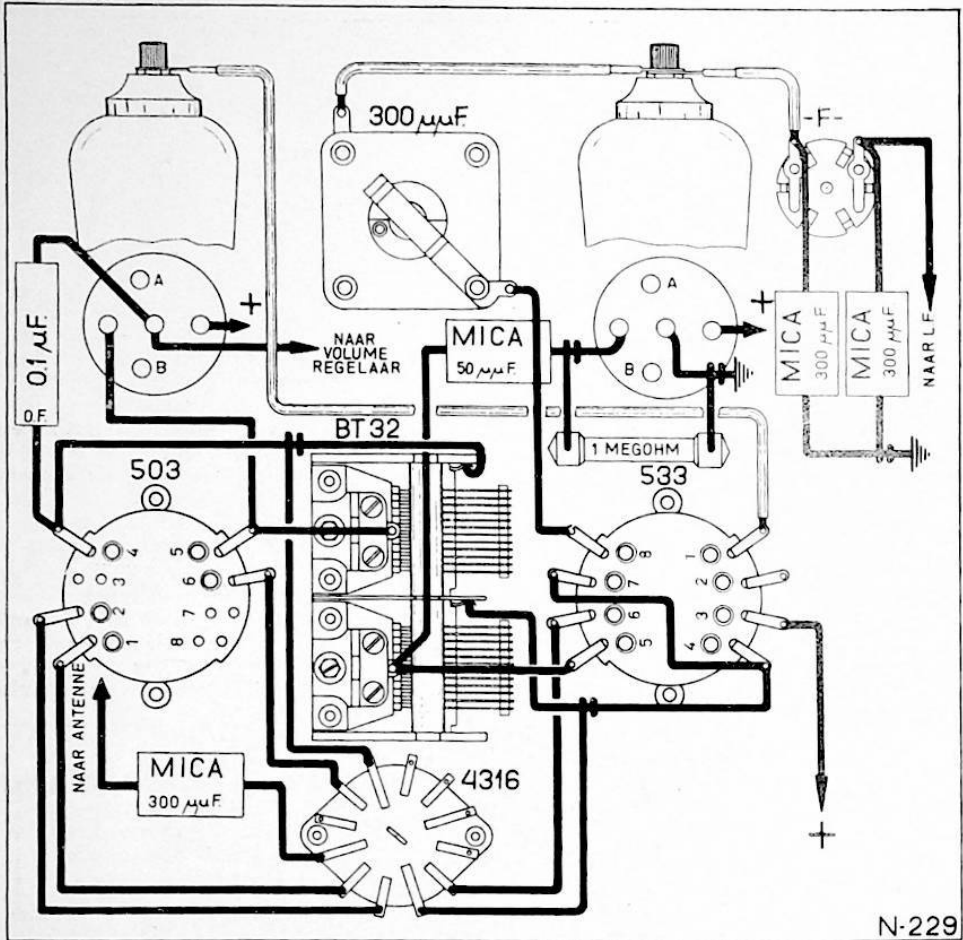 300 µµF.
-F-
A
+
B
0.1 µF.
O.F.
NAAR
VOLUME
REGELAAR
MICA
50 µµF.
A
+
B
MICA
300 µµF.
MICA
300 µµF.
NAAR LF
1 MEGOHM
BT 32
503
4
5
3
6
2
7
1
8
533
8
1
7
2
6
3
5
4
NAAR ANTENNE
MICA
300 µµF.
4316
+
N-229